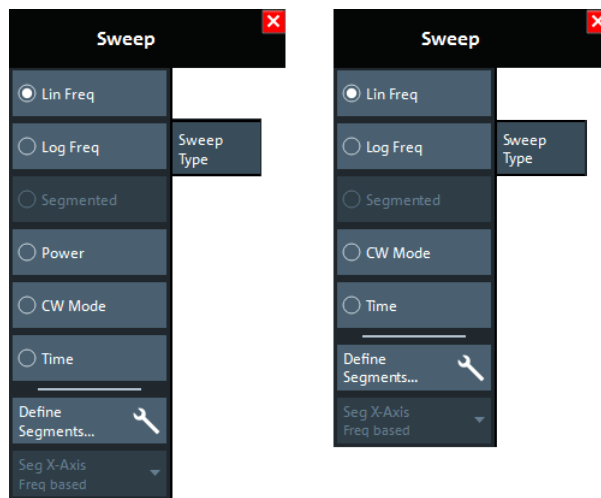 Sweep
Lin Freq
Log Freq
Sweep
Type
Segmented
Power
CW Mode
Time
Define
Segments...
Seg X-Axis
Freq based
Sweep
Lin Freq
Log Freq
Sweep
Type
Segmented
CW Mode
Time
Define
Segments...
Seg X-Axis
Freq based